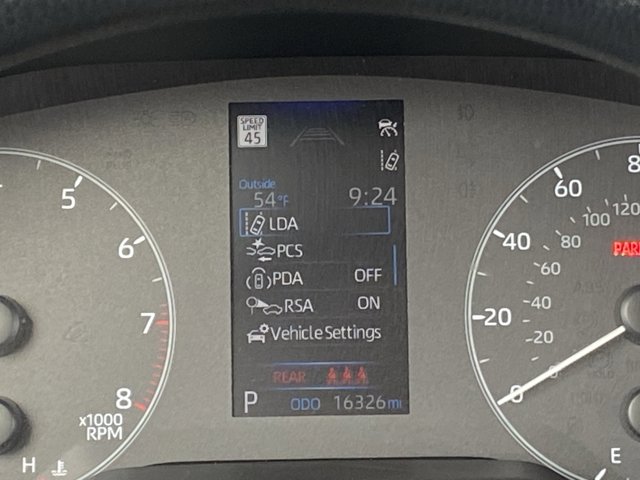 SPEED
LIMIT
45
Outside
54°F 9:24
LDA
PCS
PDA OFF
RSA ON
Vehicle Settings
REAR
P ODO 16326 mi
5
6
7
8
x1000
RPM
H
0
20
40
60
80
20
40
60
80
100
120
PARK
E